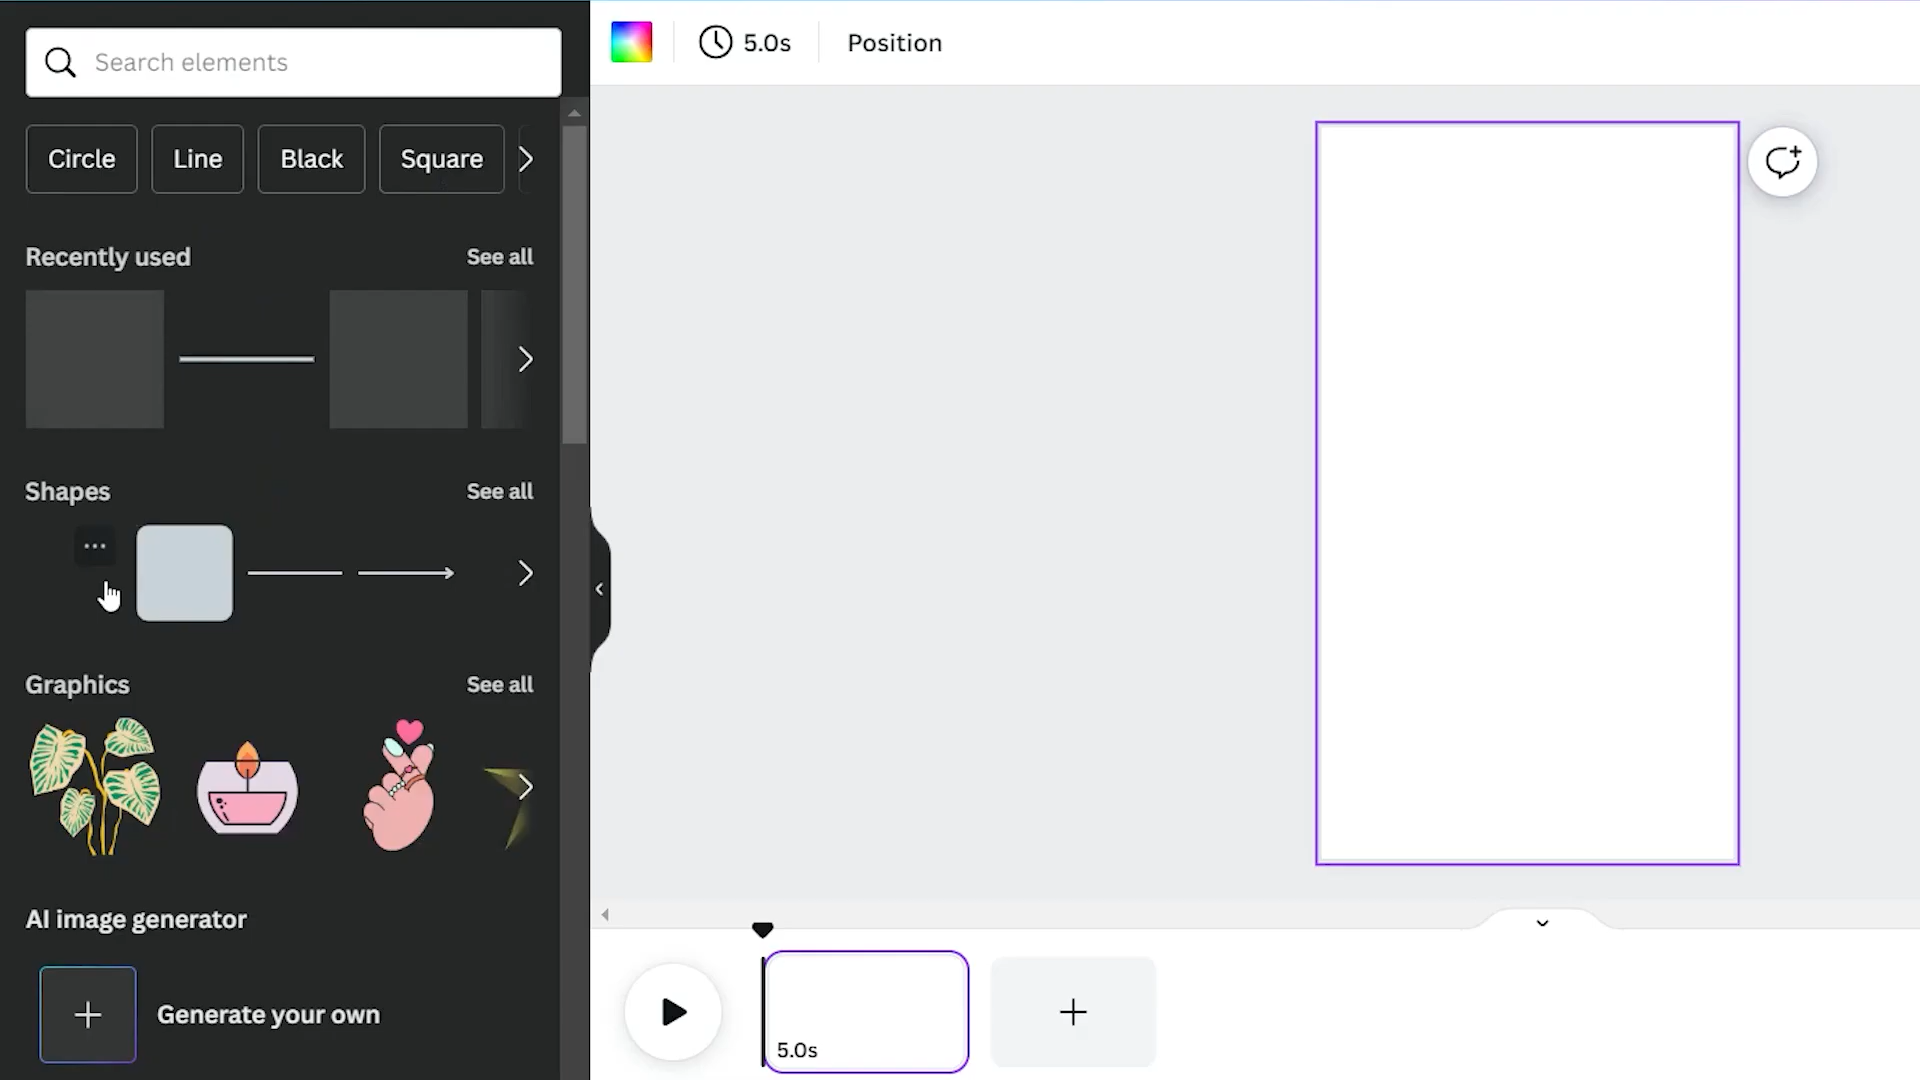 Search elements
5.0s
Position
Circle
Line
Black
Square
Recently used
See all
Shapes
See all
Graphics
See all
AI image generator
Generate your own
5.0s